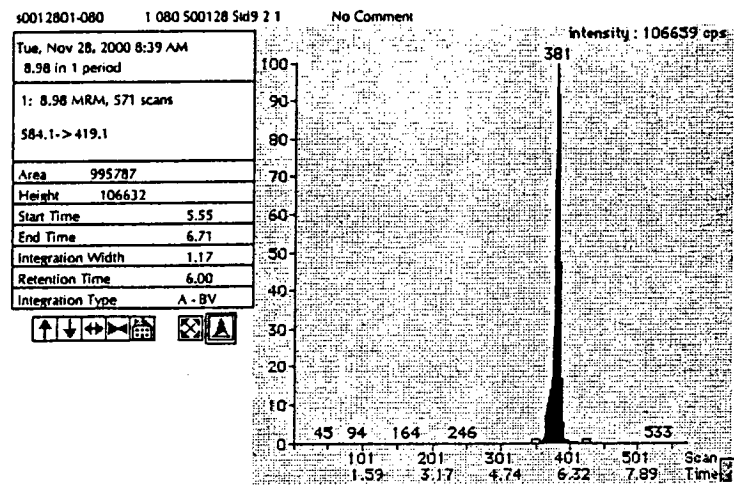 s0012801-080 1 080 S00128 Std9 2 1 No Comment
Tue, Nov 28, 2000 8:39 AM
8.98 in 1 period
1: 8.98 MRM, 571 scans
584.1->419.1
Area 995787
Height 106632
Start Time 5.55
End Time 6.71
Integration Width 1.17
Retention Time 6.00
Integration Type A - BV
intensity : 106659 cps
381
100
90
80
70
60
50
40
30
20
10
0
45 94 164 246 533
101 201 301 401 501 Scan
1.59 3.17 4.74 6.32 7.89 Time